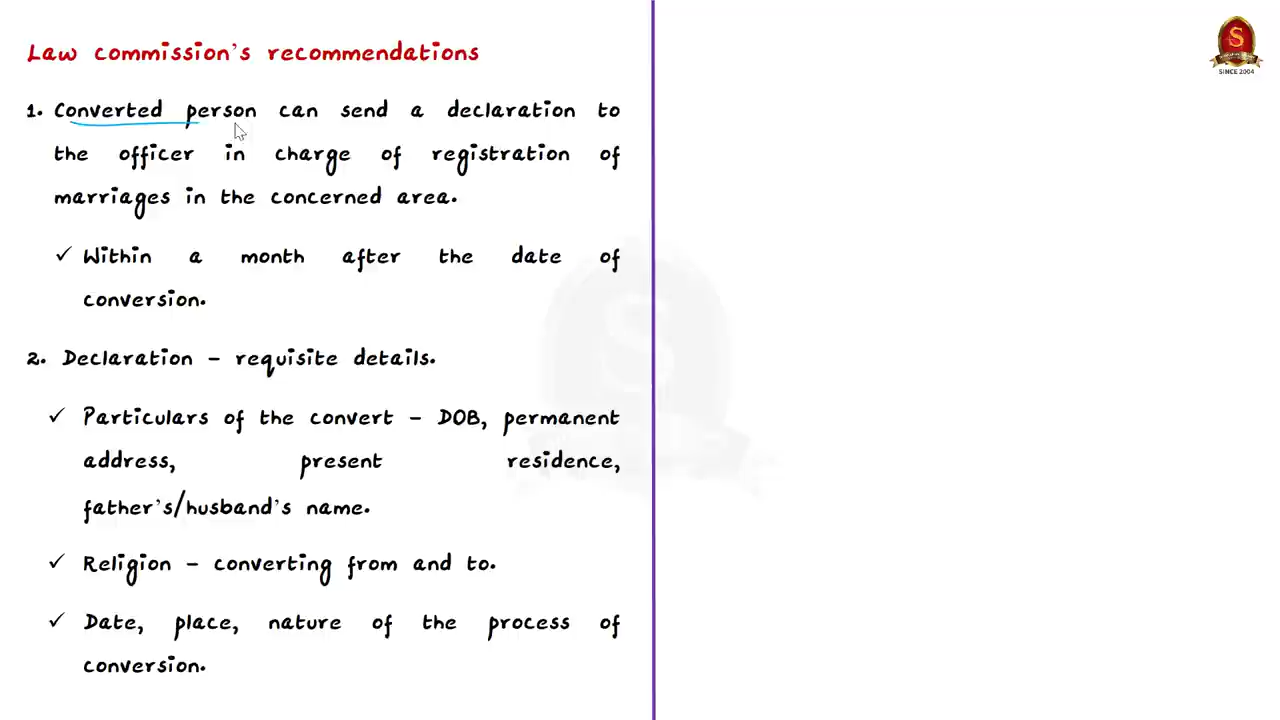 Law commission's recommendations
S
SINCE 2004
1. Converted person can send a declaration to
the officer in charge of registration of
marriages in the concerned area.
✓ Within a month after the date of
conversion.
2. Declaration – requisite details.
✓ Particulars of the convert – DOB, permanent
address, present residence,
father's/husband's name.
✓ Religion – converting from and to.
✓ Date, place, nature of the process of
conversion.